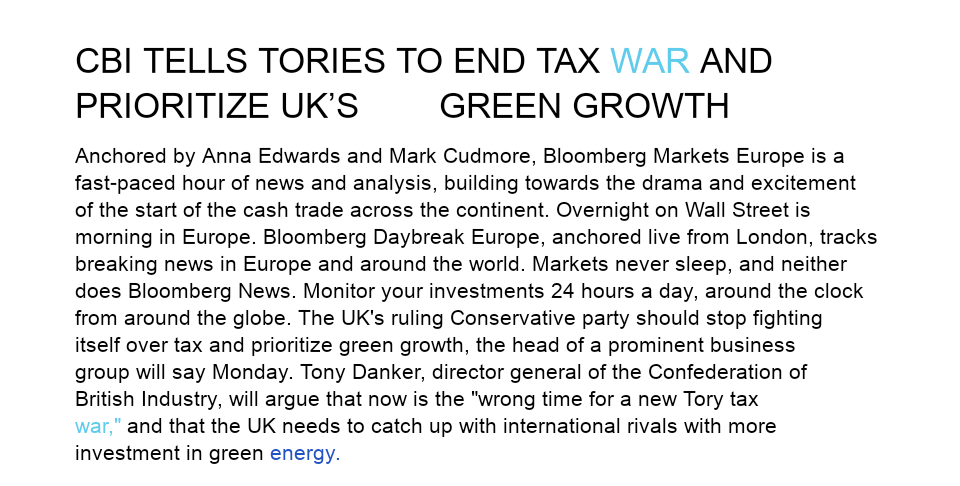 CBI TELLS TORIES TO END TAX WAR AND
PRIORITIZE UK’S GREEN GROWTH
Anchored by Anna Edwards and Mark Cudmore, Bloomberg Markets Europe is a
fast-paced hour of news and analysis, building towards the drama and excitement
of the start of the cash trade across the continent. Overnight on Wall Street is
morning in Europe. Bloomberg Daybreak Europe, anchored live from London, tracks
breaking news in Europe and around the world. Markets never sleep, and neither
does Bloomberg News. Monitor your investments 24 hours a day, around the clock
from around the globe. The UK's ruling Conservative party should stop fighting
itself over tax and prioritize green growth, the head of a prominent business
group will say Monday. Tony Danker, director general of the Confederation of
British Industry, will argue that now is the "wrong time for a new Tory tax
war," and that the UK needs to catch up with international rivals with more
investment in green energy.